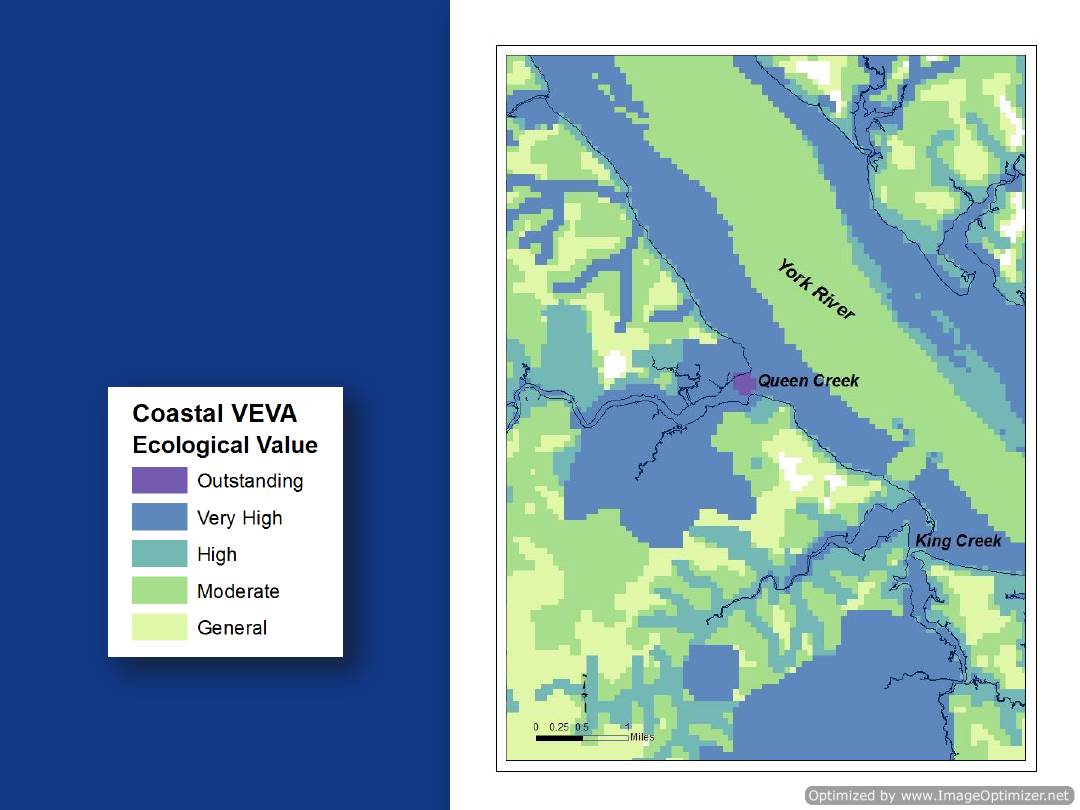 Coastal VEVA
Ecological Value
Outstanding
Very High
High
Moderate
General
York River
Queen Creek
King Creek
0 0.25 0.5 1
Miles
Optimized by www.ImageOptimizer.net